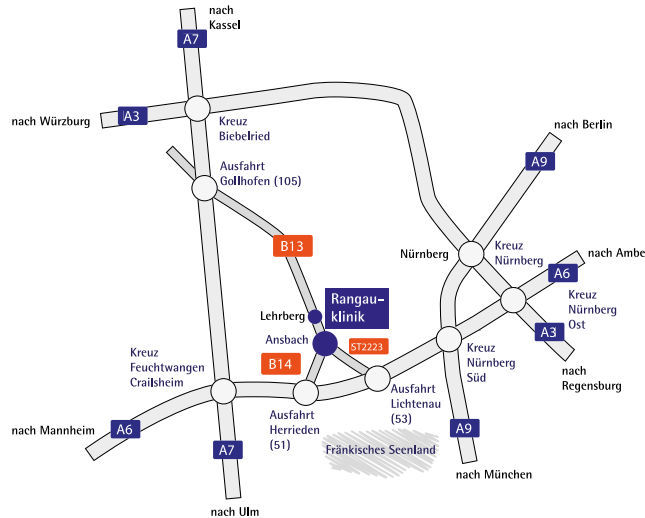 nach
Kassel
A7
A3
nach Würzburg
Kreuz
Biebelried
nach Berlin
A9
Ausfahrt
Gollhofen (105)
B13
Nürnberg
Kreuz
Nürnberg
nach Ambe
A6
Rangau-
klinik
Lehrberg
Kreuz
Nürnberg
Ost
A3
Ansbach
ST2223
B14
Kreuz
Feuchtwangen
Crailsheim
Kreuz
Nürnberg
Süd
nach
Regensburg
Ausfahrt
Lichtenau
(53)
Ausfahrt
Herrieden
(51)
nach Mannheim
A6
A7
Fränkisches Seenland
A9
nach München
nach Ulm